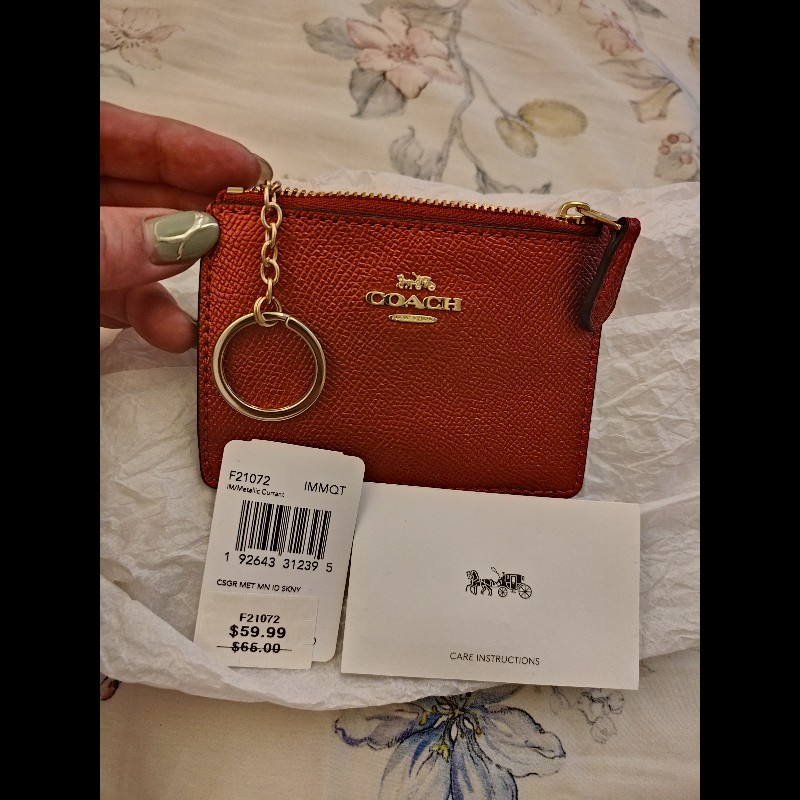 COACH
F21072
IM/Metallic Currant
IMMQT
1 92643 31239 5
CSGR MET MN ID SKNY
F21072
$59.99
$65.00
CARE INSTRUCTIONS